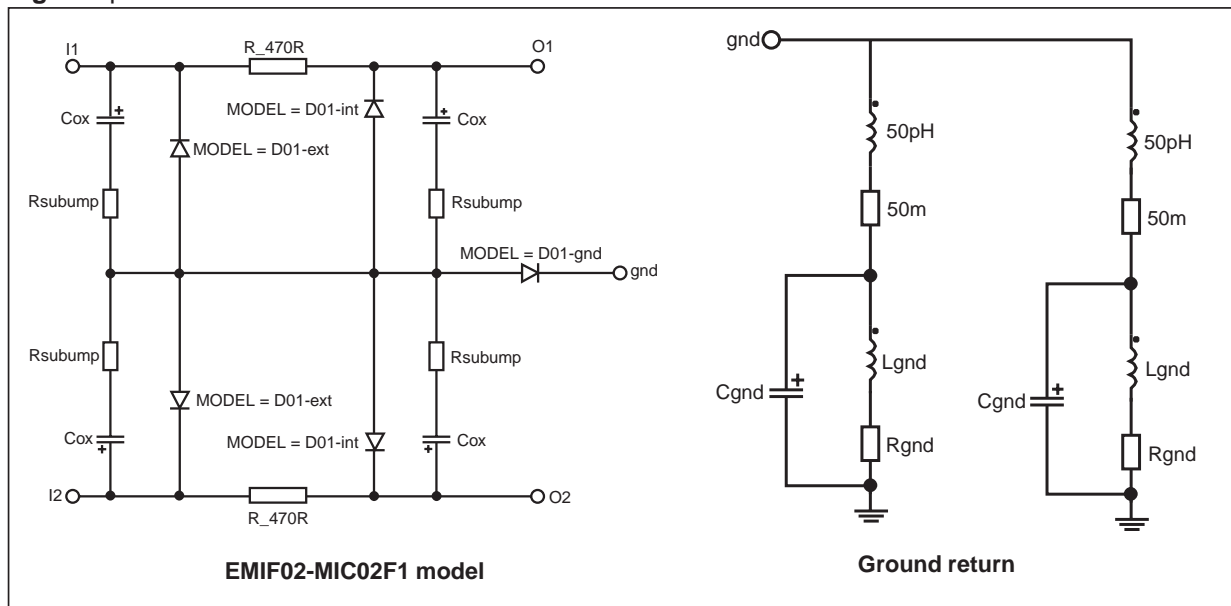 I1
R_470R
O1
Cox
MODEL = D01-int
Cox
MODEL = D01-ext
Rsubump
Rsubump
MODEL = D01-gnd
gnd
Rsubump
Rsubump
MODEL = D01-ext
Cox
MODEL = D01-int
Cox
I2
R_470R
O2
EMIF02-MIC02F1 model
gnd
50pH
50pH
50m
50m
Lgnd
Lgnd
Cgnd
Cgnd
Rgnd
Rgnd
Ground return